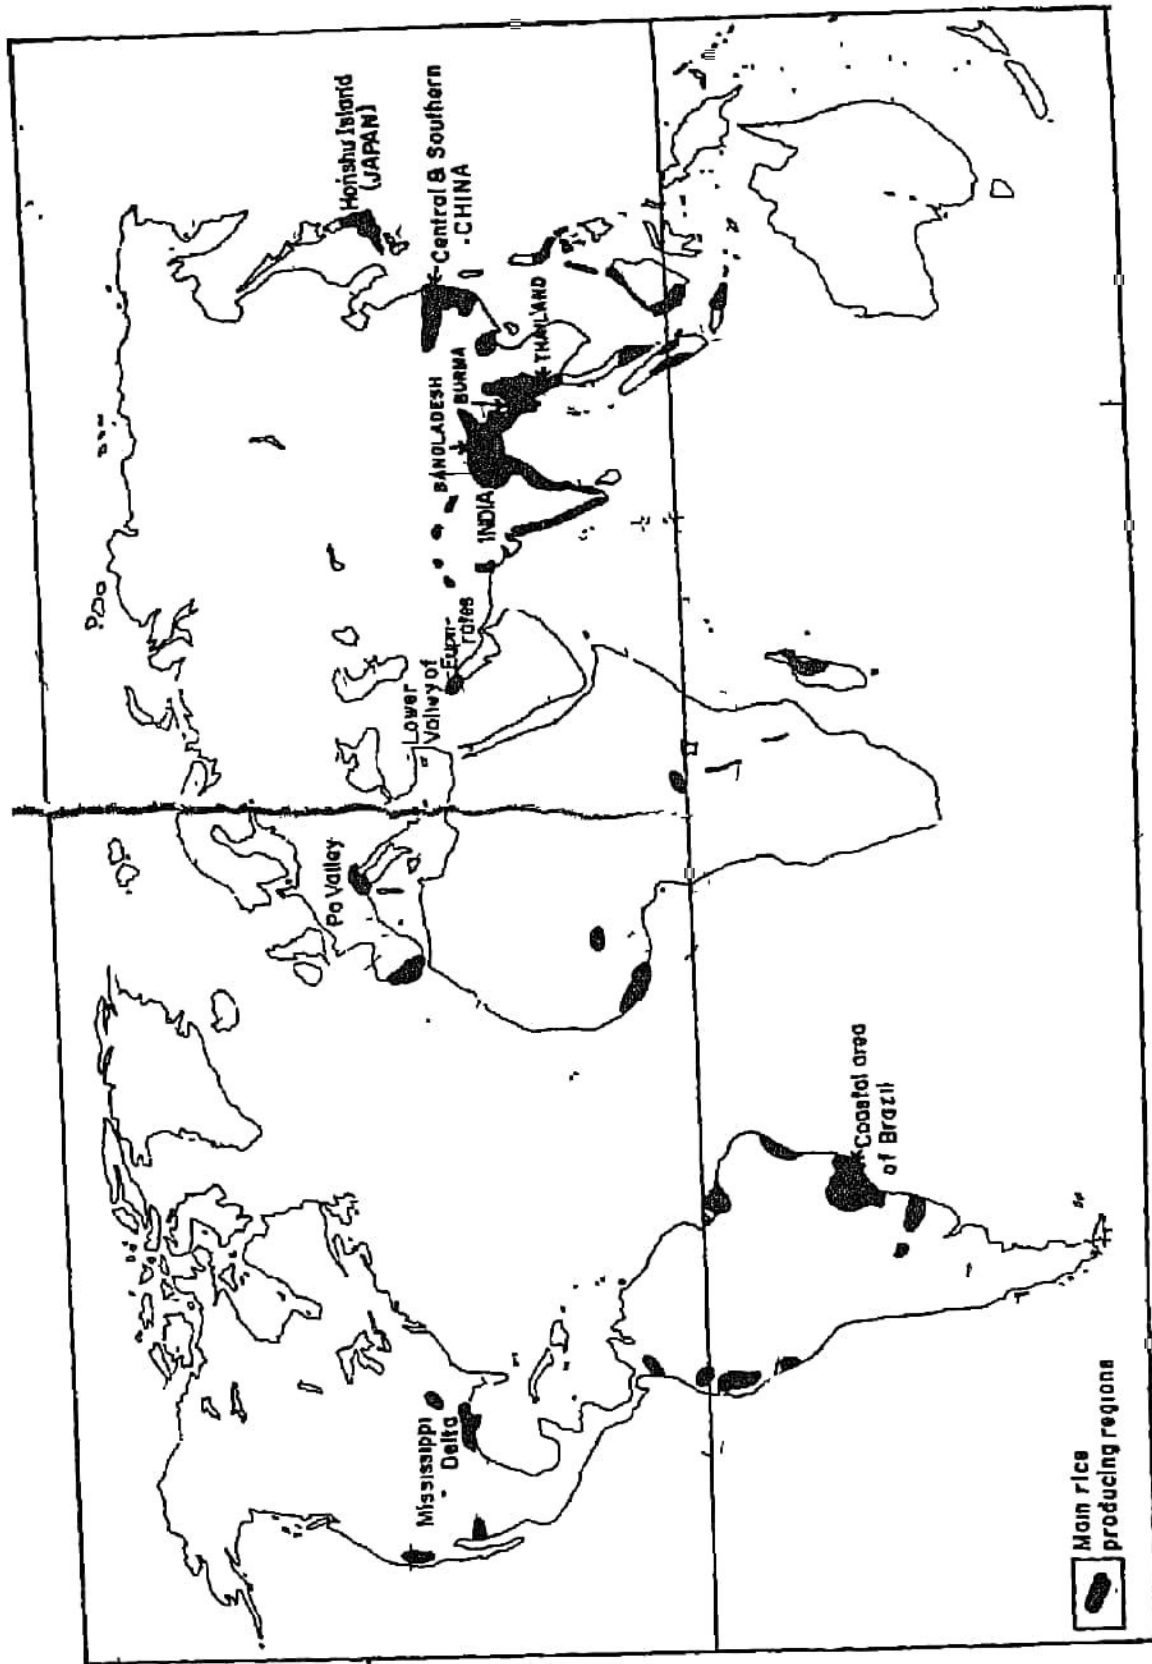 Honshu Island
(JAPAN)
Central & Southern
CHINA
THAILAND
BURMA
BANGLADESH
INDIA
Lower
Valley of
Euph-
rates
Po Valley
Mississippi
Delta
Coastal area
of Brazil
Main rice
producing regions